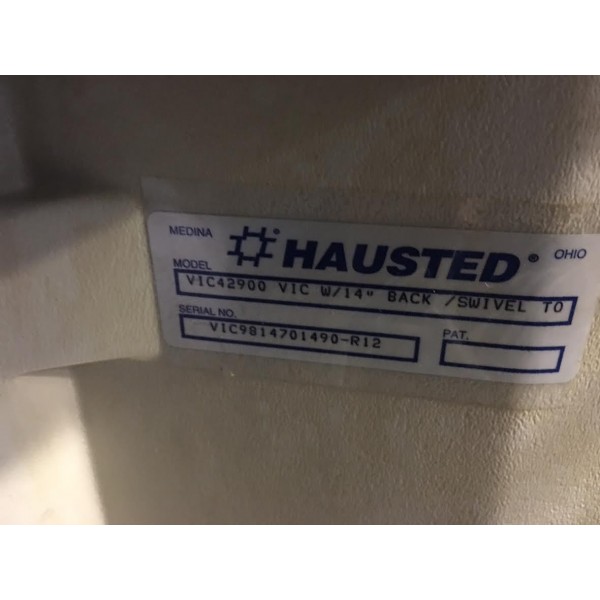 MEDINA HAUSTED® OHIO
MODEL
VIC42900 VIC W/14" BACK /SWIVEL TO
SERIAL NO. PAT.
VIC9814701490-R12